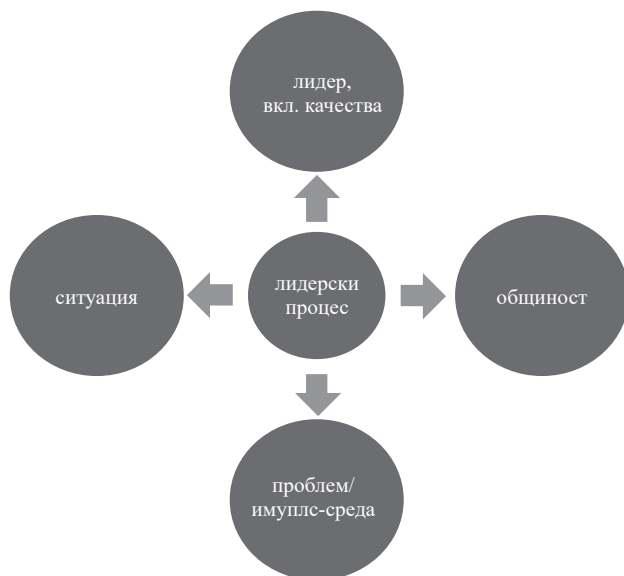 лидер,
вкл. качества
ситуация
лидерски
процес
общиност
проблем/
имуплс-среда